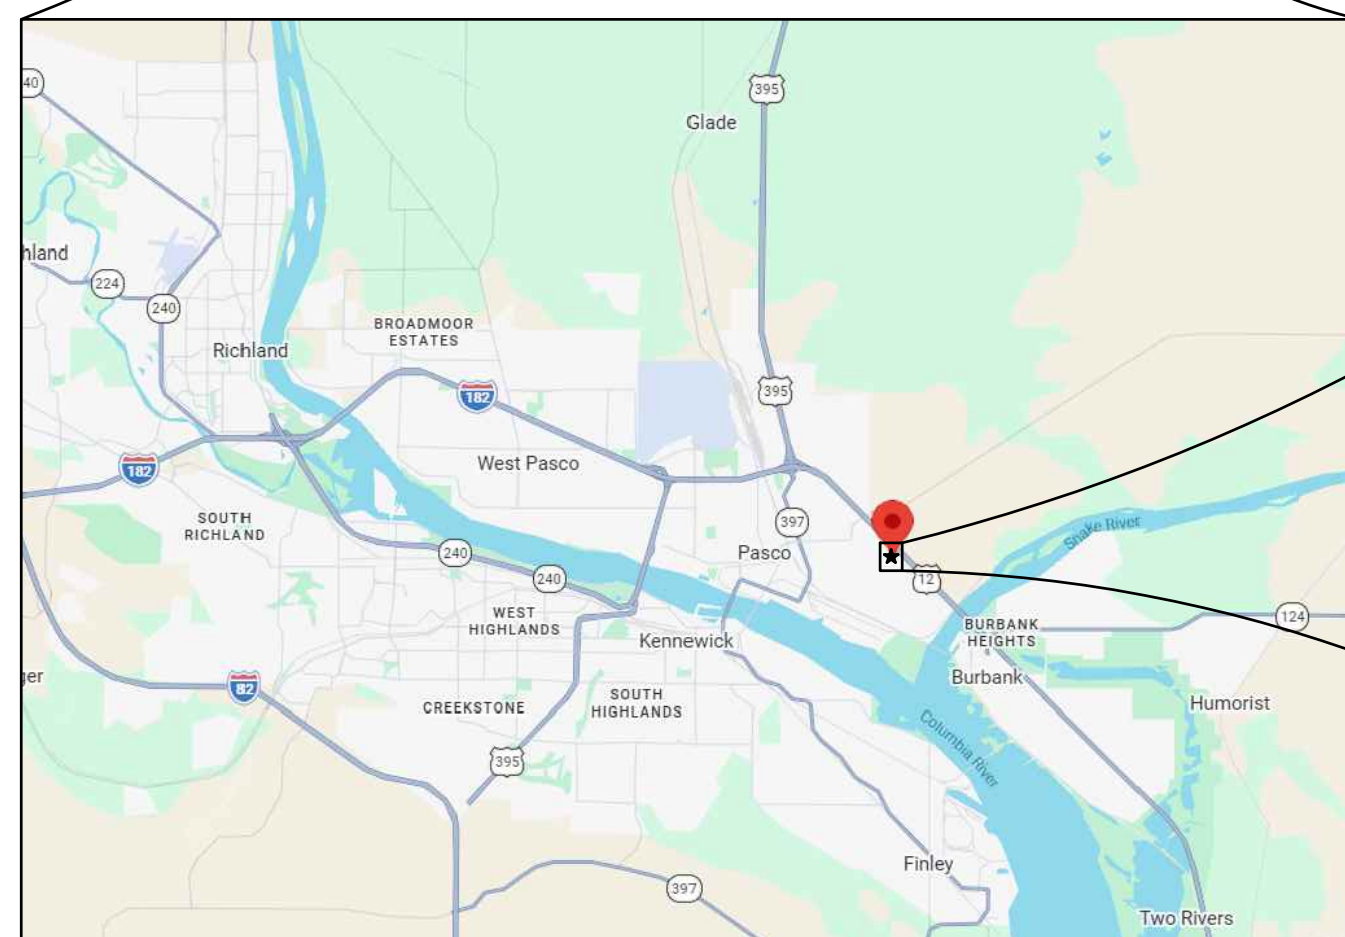 40
395
Glade
hland
224
240
BROADMOOR
ESTATES
Richland
395
182
West Pasco
182
SOUTH
RICHLAND
397
Pasco
Snake River
240
240
12
WEST
HIGHLANDS
124
BURBANK
HEIGHTS
Kennewick
ger
Burbank
82
CREEKSTONE
SOUTH
HIGHLANDS
Humorist
Columbia River
395
Finley
397
Two Rivers